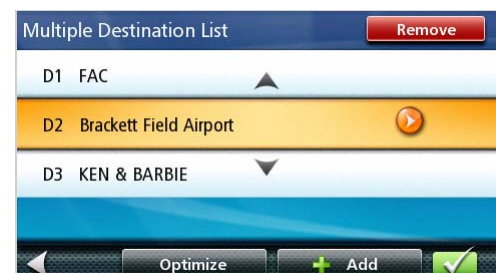 Multiple Destination List Remove
D1 FAC
D2 Brackett Field Airport
D3 KEN & BARBIE
Optimize Add